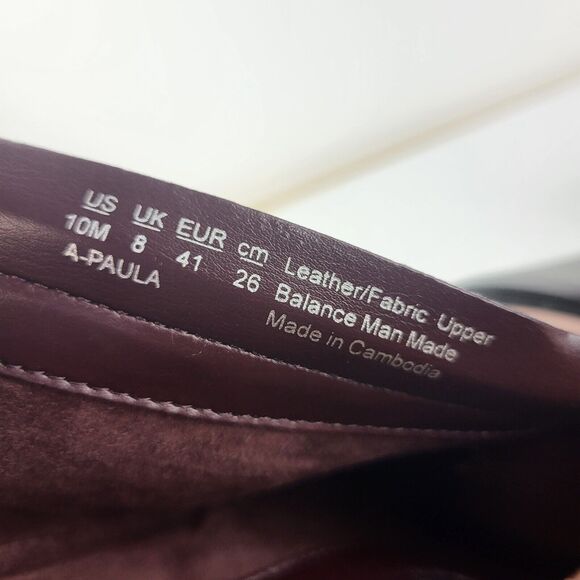 US UK EUR cm
10M 8 41 26
A-PAULA
Leather/Fabric Upper
Balance Man Made
Made in Cambodia